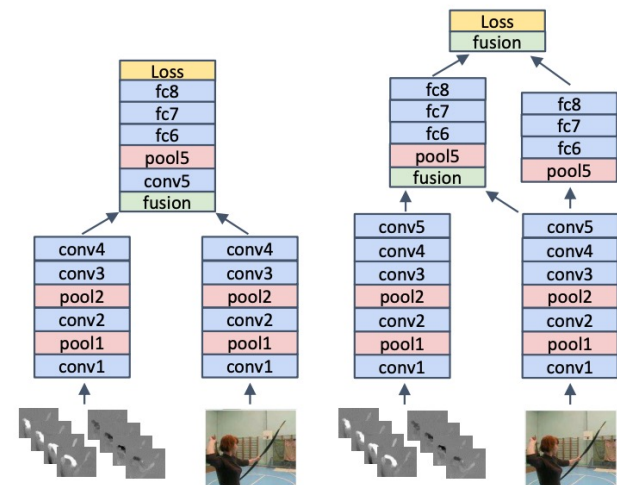 Loss
fc8
fc7
fc6
pool5
conv5
fusion
conv4
conv3
pool2
conv2
pool1
conv1
conv4
conv3
pool2
conv2
pool1
conv1
Loss
fusion
fc8
fc7
fc6
pool5
fusion
fc8
fc7
fc6
pool5
conv5
conv4
conv3
pool2
conv2
pool1
conv1
conv5
conv4
conv3
pool2
conv2
pool1
conv1